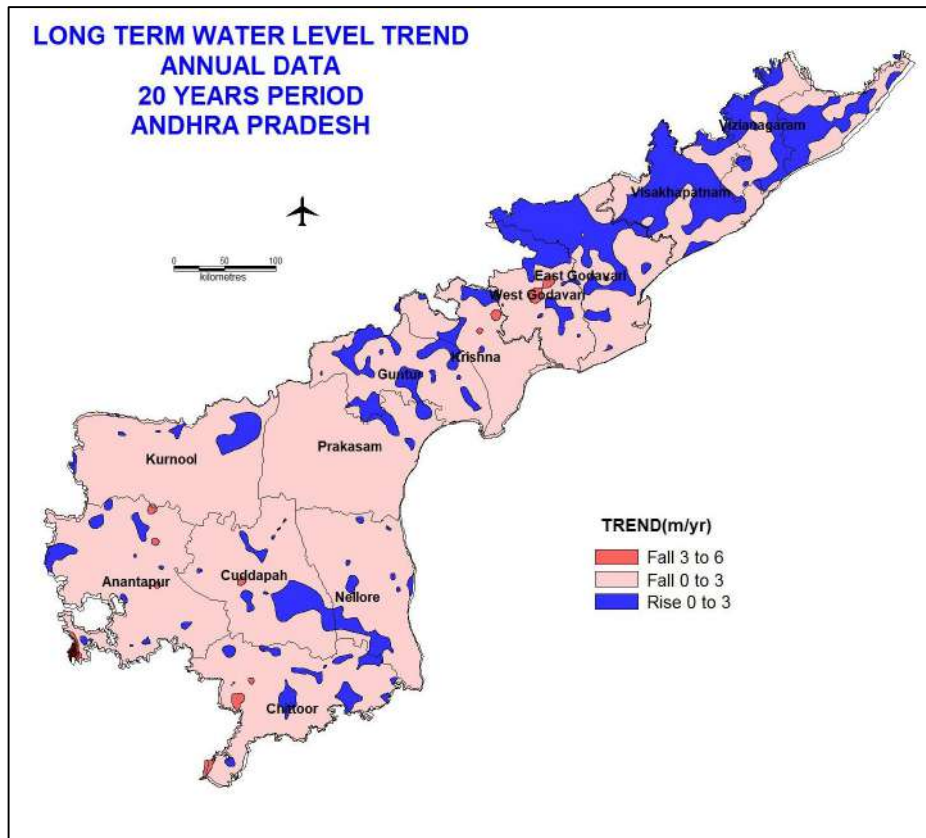 LONG TERM WATER LEVEL TREND
ANNUAL DATA
20 YEARS PERIOD
ANDHRA PRADESH
Vizianagaram
Visakhapatnam
0 50 100
kilometres
East Godavari
West Godavari
Krishna
Guntur
Prakasam
Kurnool
TREND(m/yr)
Fall 3 to 6
Fall 0 to 3
Rise 0 to 3
Anantapur
Cuddapah
Nellore
Chittoor